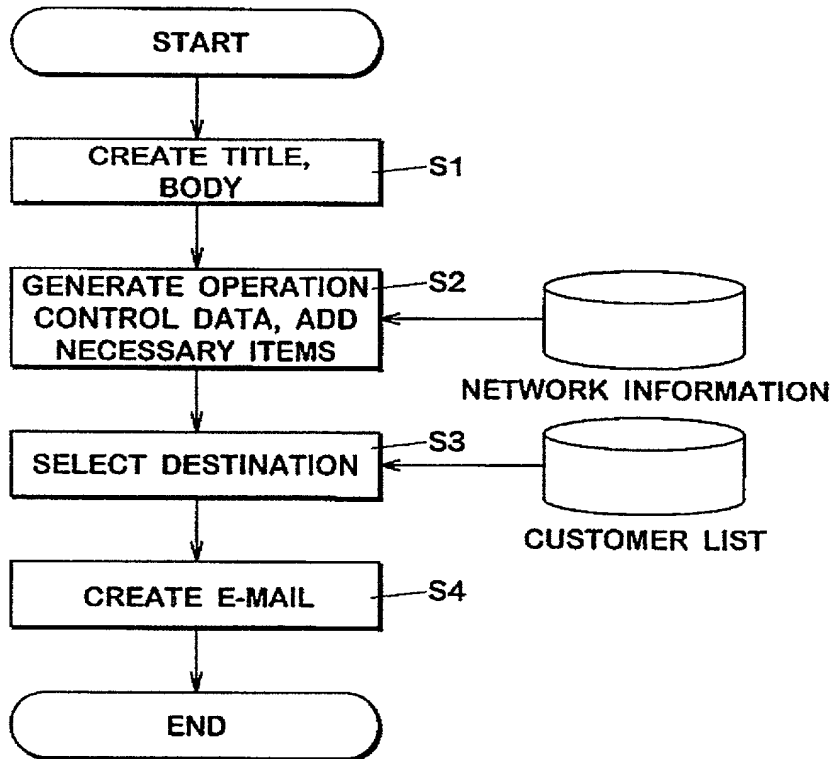 START
CREATE TITLE,
BODY
S1
GENERATE OPERATION
CONTROL DATA, ADD
NECESSARY ITEMS
S2
NETWORK INFORMATION
SELECT DESTINATION
S3
CUSTOMER LIST
CREATE E-MAIL
S4
END